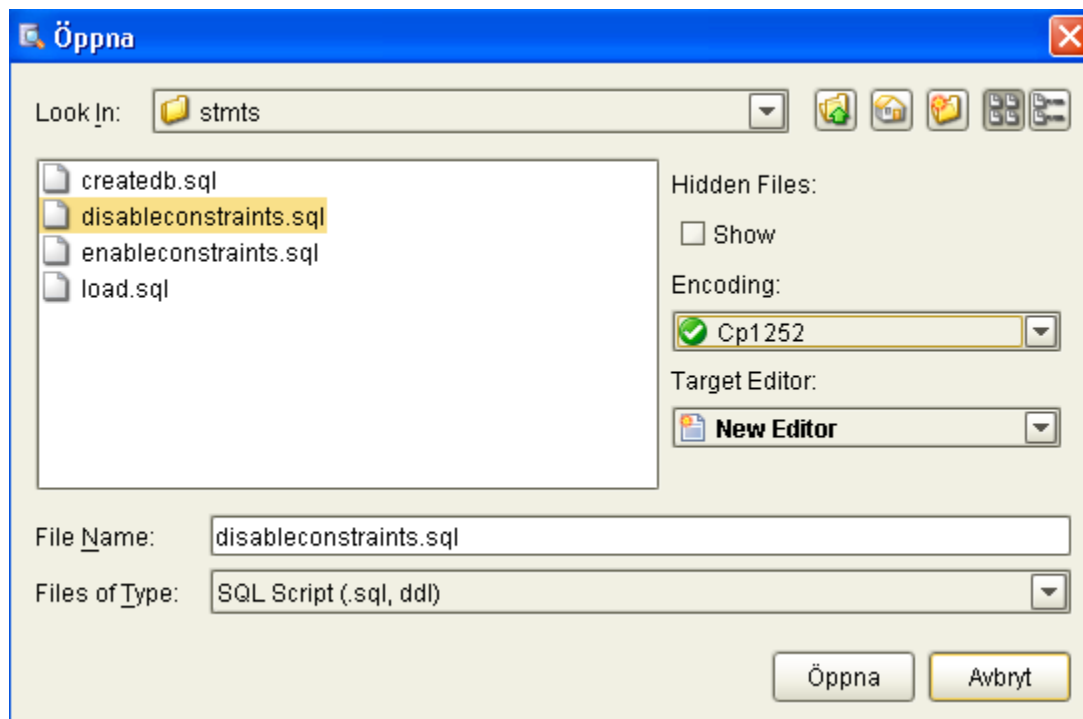 Öppna
Look In: stmts
createdb.sql
disableconstraints.sql
enableconstraints.sql
load.sql
Hidden Files:
Show
Encoding:
Cp1252
Target Editor:
New Editor
File Name: disableconstraints.sql
Files of Type: SQL Script (.sql, ddl)
Öppna Avbryt